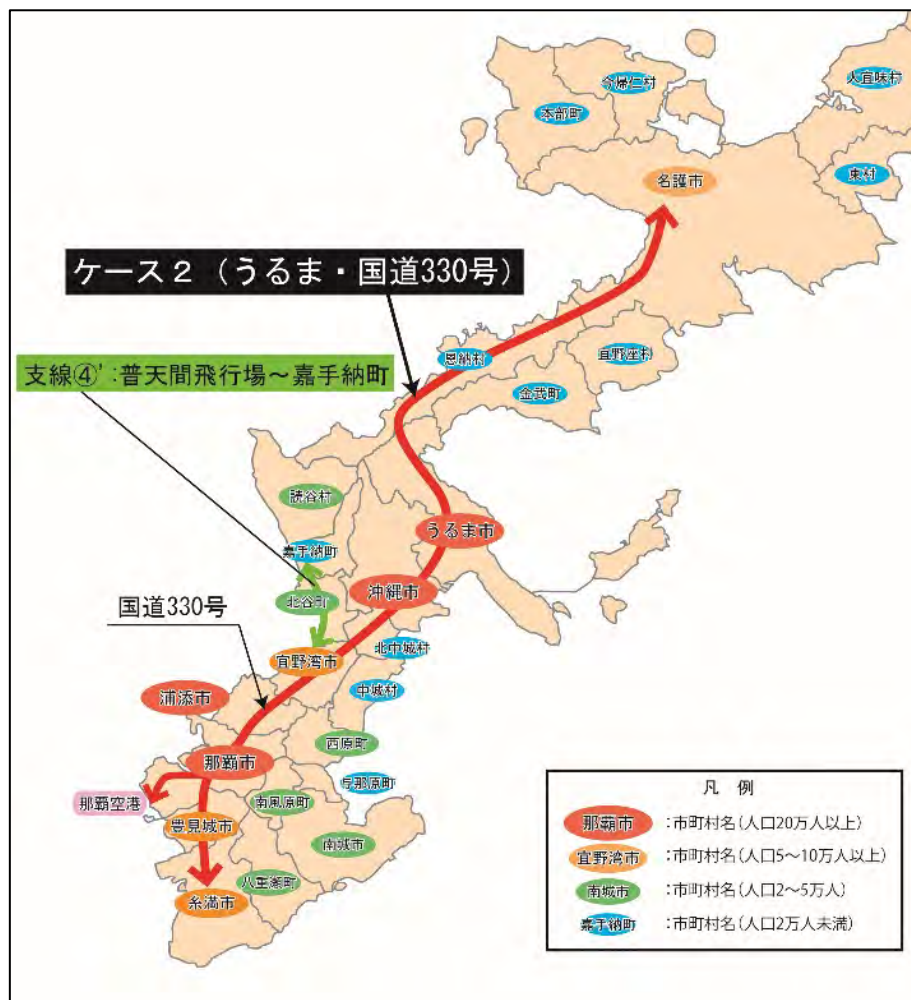 今帰仁村
大宜味村
本部町
東村
名護市
ケース2（うるま・国道330号）
恩納村
宜野座村
支線④’:普天間飛行場～嘉手納町
金武町
読谷村
うるま市
嘉手納町
沖縄市
北谷町
国道330号
北中城村
宜野湾市
中城村
浦添市
西原町
那覇市
与那原町
那覇空港
南風原町
豊見城市
南城市
八重瀬町
糸満市
凡 例
那覇市 :市町村名(人口20万人以上)
宜野湾市 :市町村名(人口5～10万人以上)
南城市 :市町村名(人口2～5万人)
嘉手納町 :市町村名(人口2万人未満)